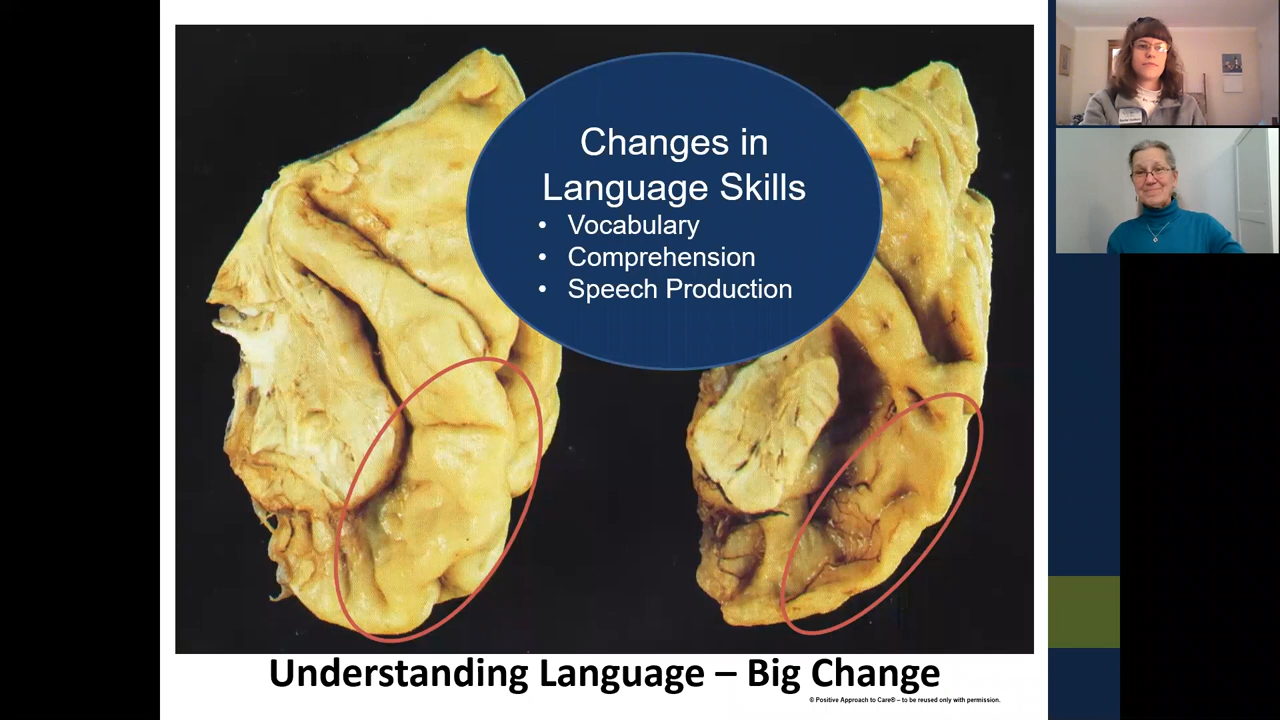 Changes in
Language Skills
• Vocabulary
• Comprehension
• Speech Production
Understanding Language – Big Change
© Positive Approach to Care® – to be reused only with permission.